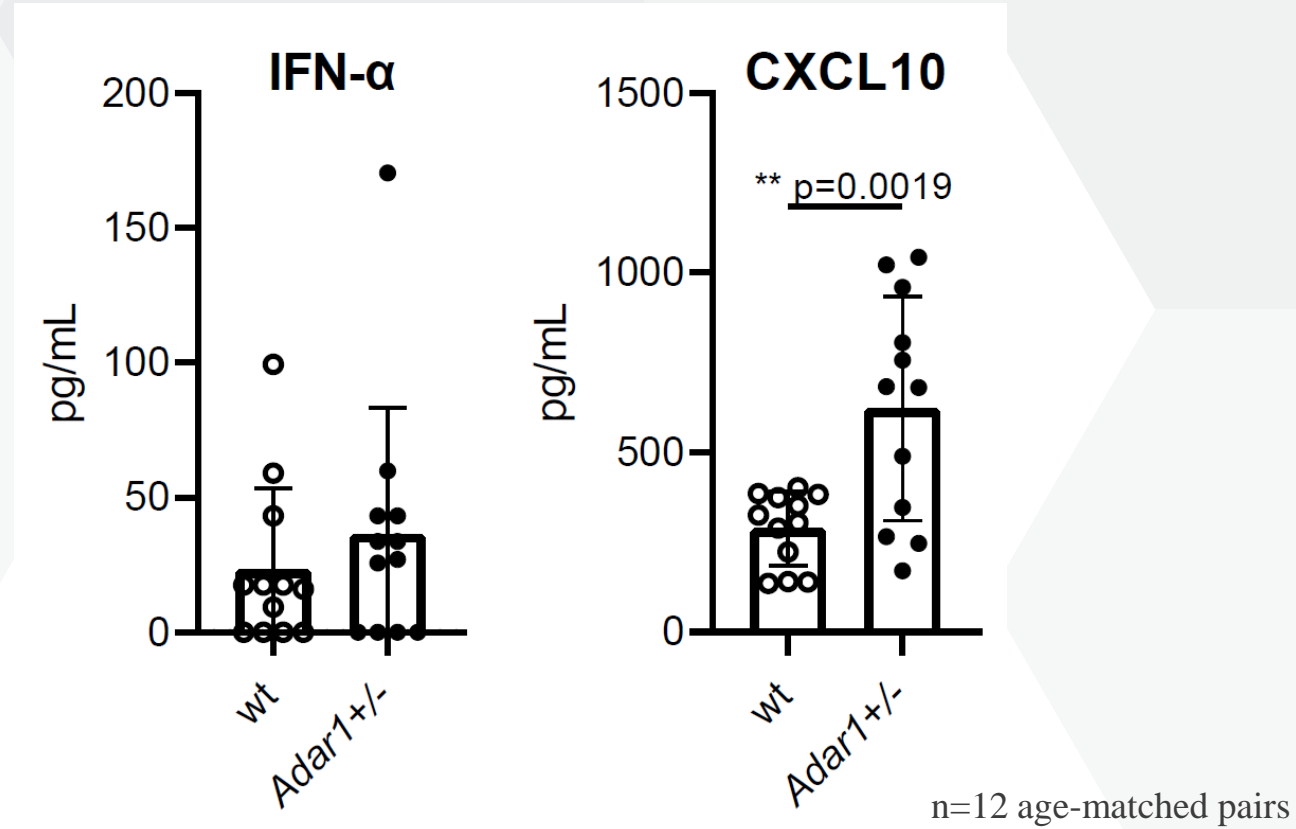 IFN-α
200
150
100
50
0
pg/mL
wt
Adar1+/-
CXCL10
1500
1000
500
0
pg/mL
** p=0.0019
wt
Adar1+/-
n=12 age-matched pairs